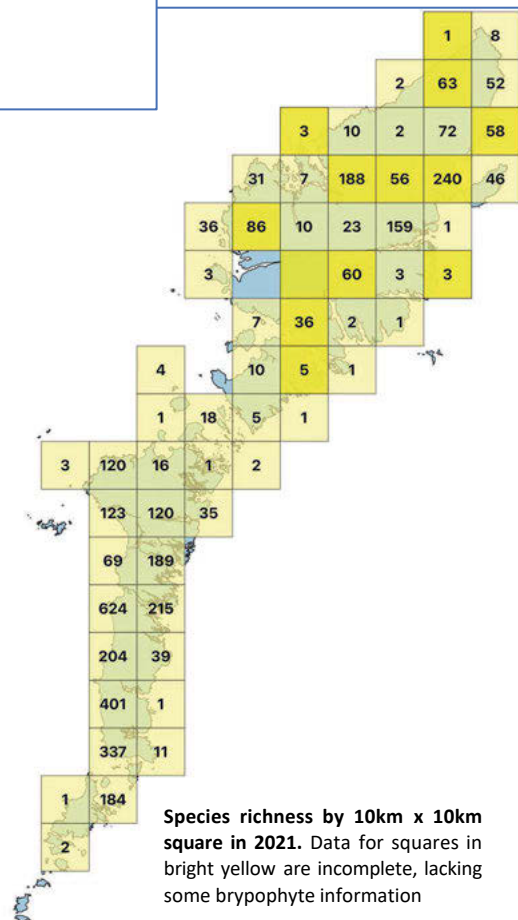 1 8
2 63 52
3 10 2 72 58
31 7 188 56 240 46
36 86 10 23 159 1
3 60 3 3
7 36 2 1
4 10 5 1
1 18 5 1
3 120 16 1 2
123 120 35
69 189
624 215
204 39
401 1
337 11
1 184
2
Species richness by 10km x 10km
square in 2021. Data for squares in
bright yellow are incomplete, lacking
some brypophyte information